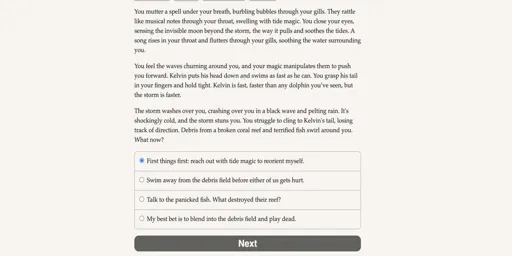 You mutter a spell under your breath, burbling bubbles through your gills. They rattle
like musical notes through your throat, swelling with tide magic. You close your eyes,
sensing the invisible moon beyond the storm, the way it pulls and soothes the tides. A
song rises in your throat and flutters through your gills, soothing the water surrounding
you.
You feel the waves churning around you, and your magic manipulates them to push
you forward. Kelvin puts his head down and swims as fast as he can. You grasp his tail
in your fingers and hold tight. Kelvin is fast, faster than any dolphin you've seen, but
the storm is faster.
The storm washes over you, crashing over you in a black wave and pelting rain. It's
shockingly cold, and the storm stuns you. You struggle to cling to Kelvin's tail, losing
track of direction. Debris from a broken coral reef and terrified fish swirl around you.
What now?
First things first: reach out with tide magic to reorient myself.
Swim away from the debris field before either of us gets hurt.
Talk to the panicked fish. What destroyed their reef?
My best bet is to blend into the debris field and play dead.
Next